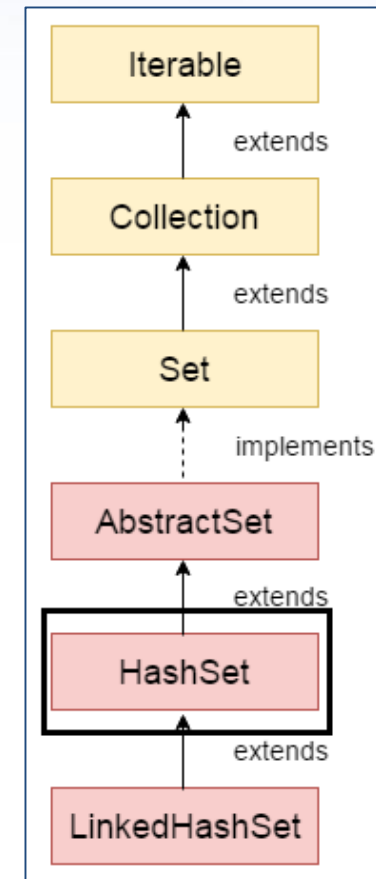 Iterable
extends
Collection
extends
Set
implements
AbstractSet
extends
HashSet
extends
LinkedHashSet